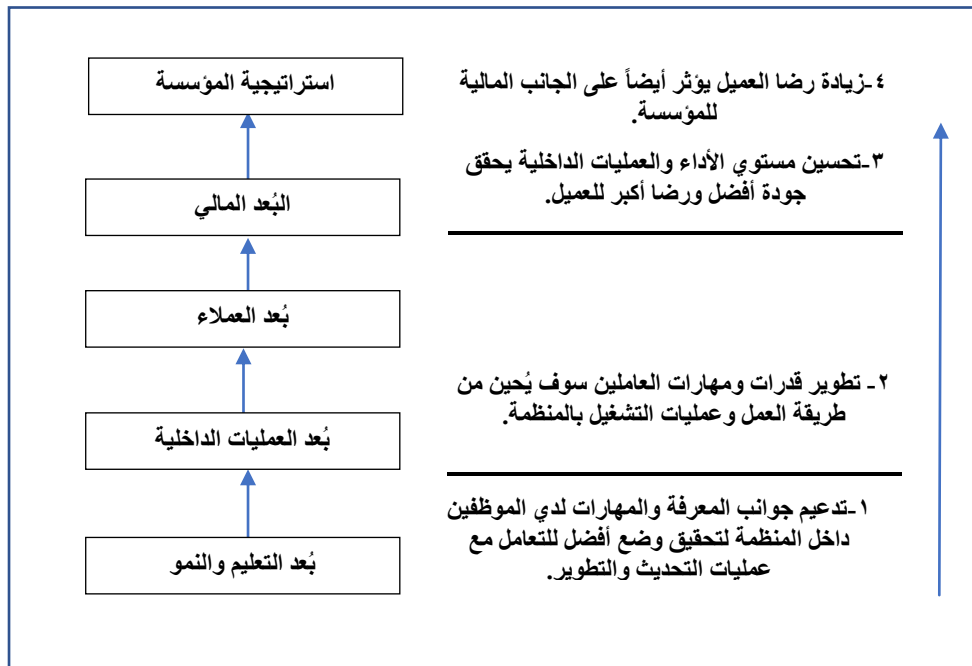 استراتيجية المؤسسة
٤-زيادة رضا العميل يؤثر أيضاً على الجانب المالية
للمؤسسة.
٣-تحسين مستوي الأداء والعمليات الداخلية يحقق
جودة أفضل ورضا أكبر للعميل.
البُعد المالي
بُعد العملاء
٢- تطوير قدرات ومهارات العاملين سوف يُحين من
طريقة العمل وعمليات التشغيل بالمنظمة.
بُعد العمليات الداخلية
١-تدعيم جوانب المعرفة والمهارات لدي الموظفين
داخل المنظمة لتحقيق وضع أفضل للتعامل مع
عمليات التحديث والتطوير.
بُعد التعليم والنمو